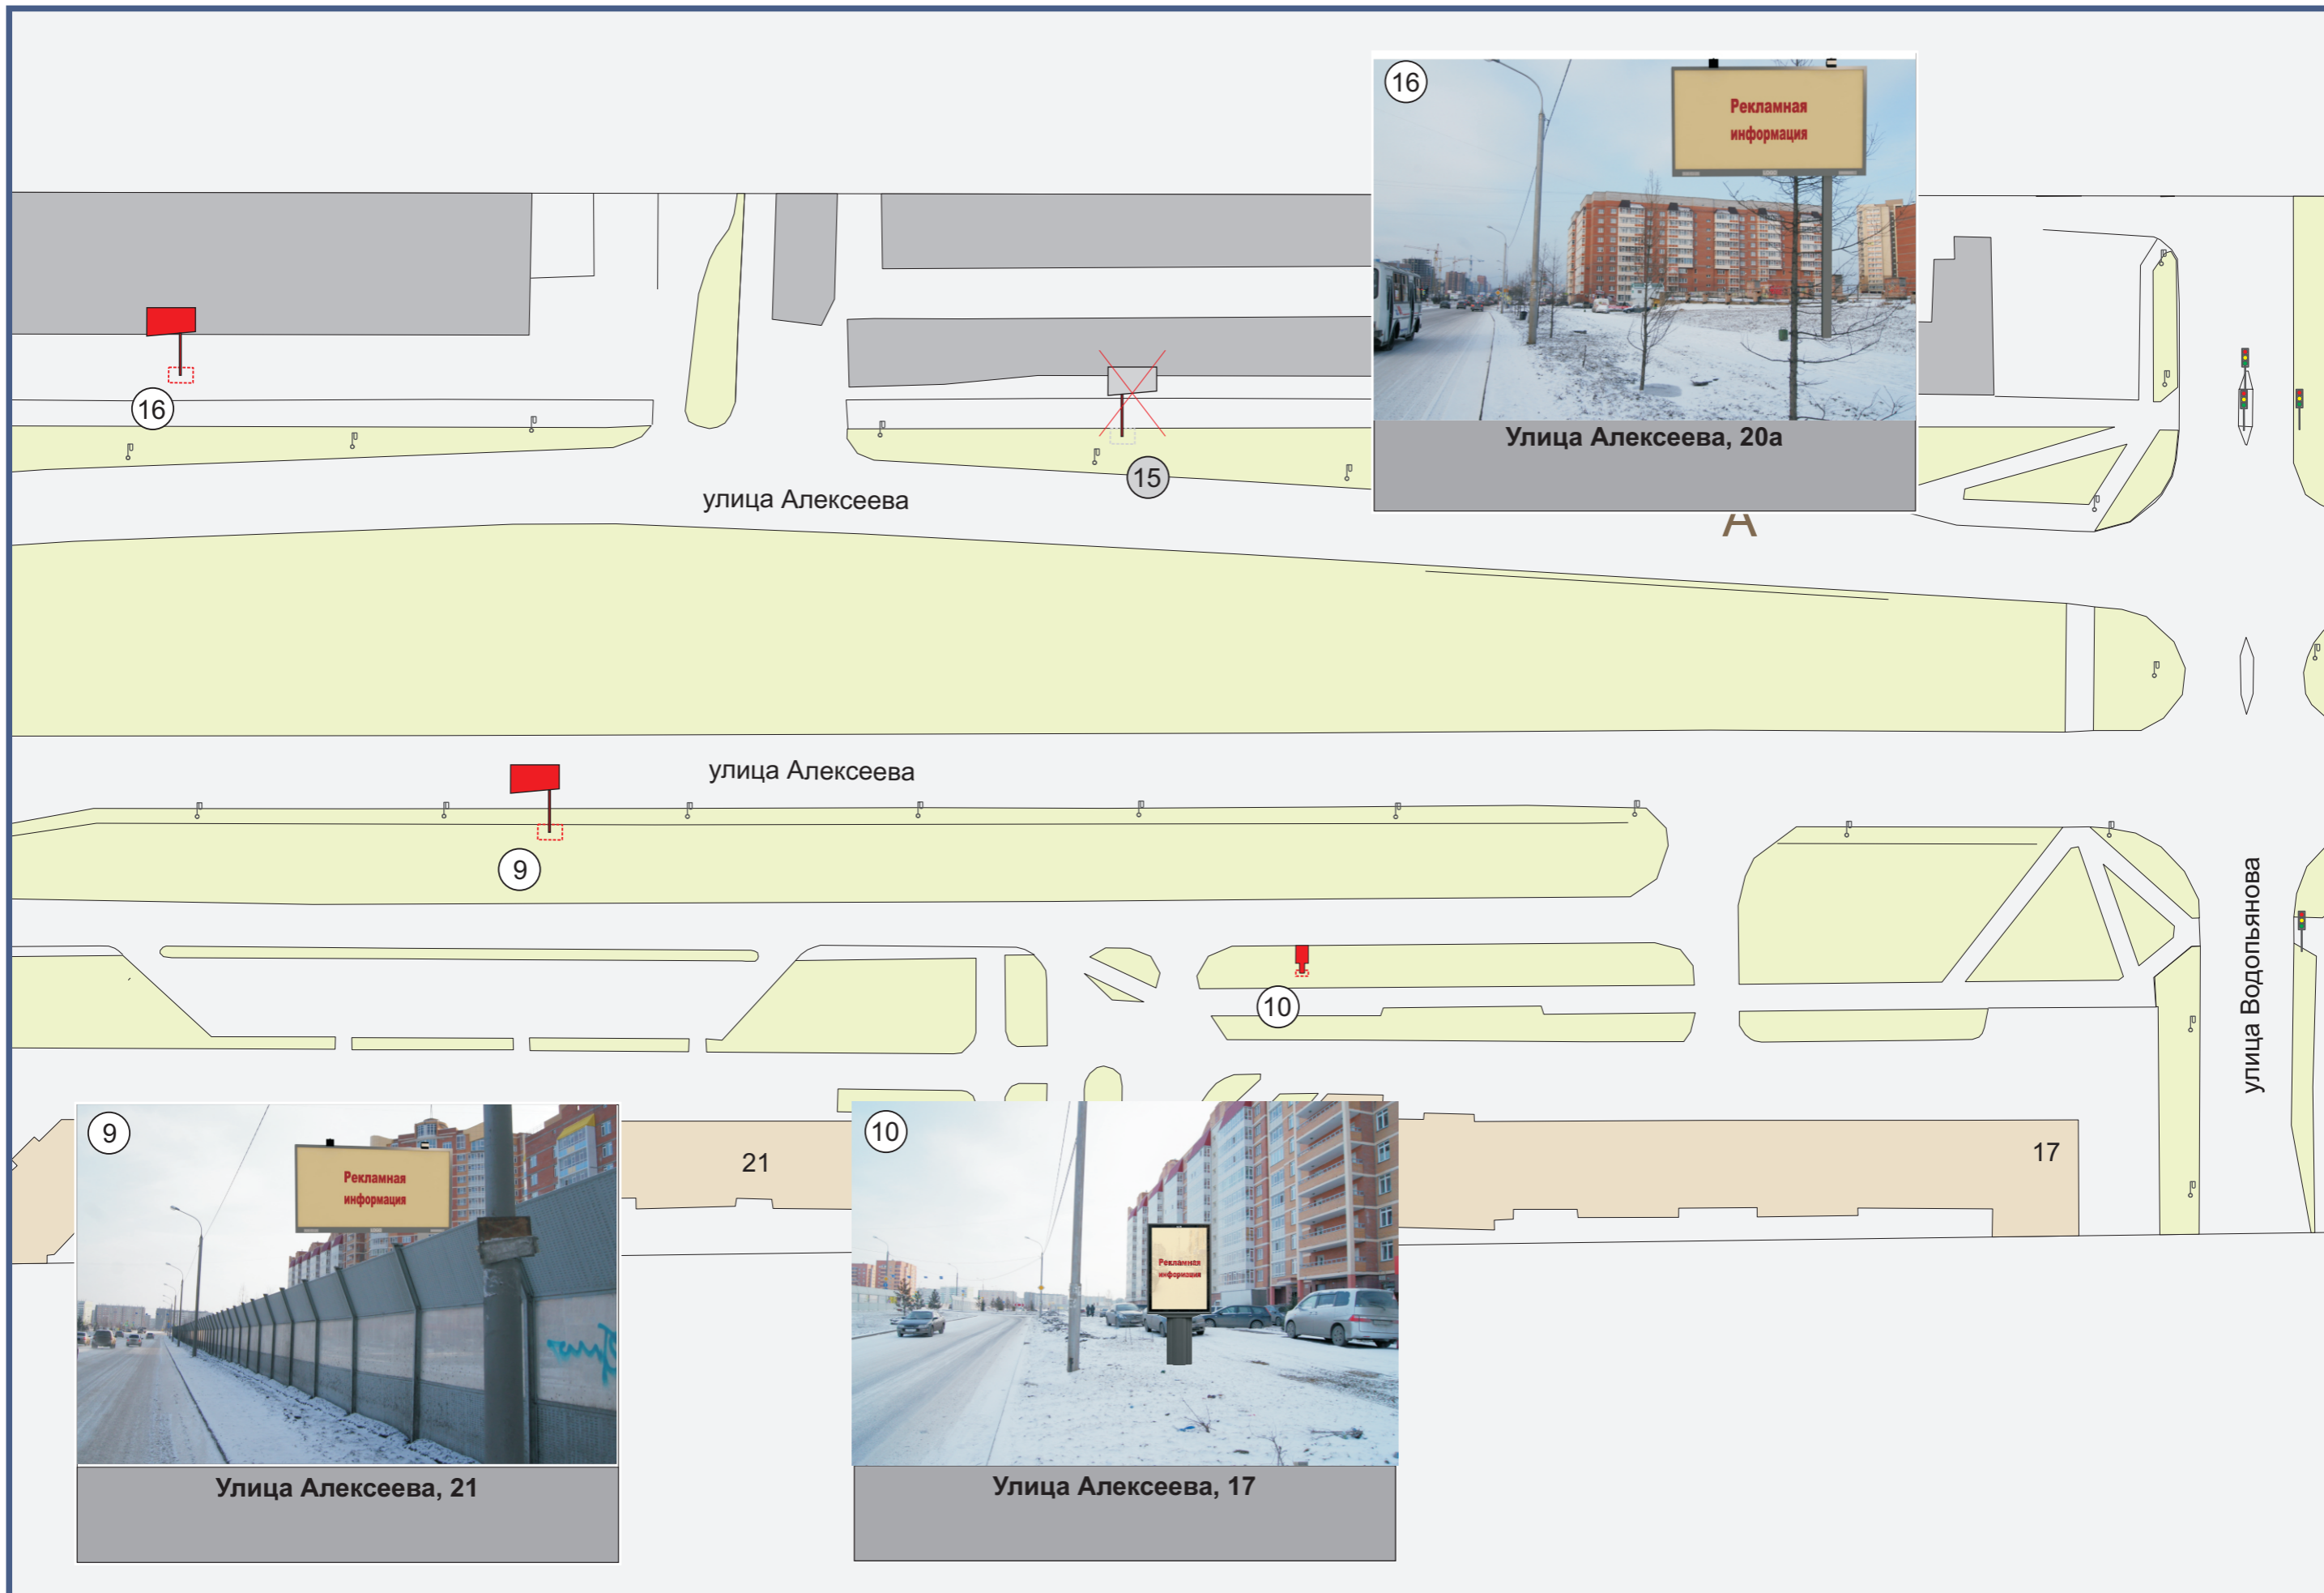 16
Рекламная
информация
Улица Алексеева, 20а
16
15
улица Алексеева
А
улица Алексеева
9
10
улица Водопьянова
9
Рекламная
информация
Улица Алексеева, 21
21
10
Рекламная
информация
Улица Алексеева, 17
17